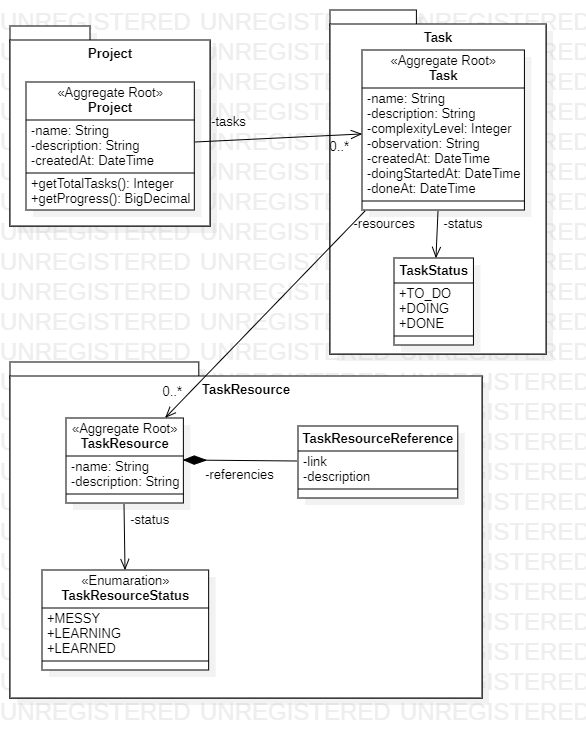 Project
«Aggregate Root»
Project
-name: String
-description: String
-createdAt: DateTime
+getTotalTasks(): Integer
+getProgress(): BigDecimal
-tasks
0..*
Task
«Aggregate Root»
Task
-name: String
-description: String
-complexityLevel: Integer
-observation: String
-createdAt: DateTime
-doingStartedAt: DateTime
-doneAt: DateTime
-resources
-status
TaskStatus
+TO_DO
+DOING
+DONE
0..*
TaskResource
«Aggregate Root»
TaskResource
-name: String
-description: String
-referencies
TaskResourceReference
-link
-description
-status
«Enumaration»
TaskResourceStatus
+MESSY
+LEARNING
+LEARNED
UNREGISTERED UNREGISTERED UNREGISTERED